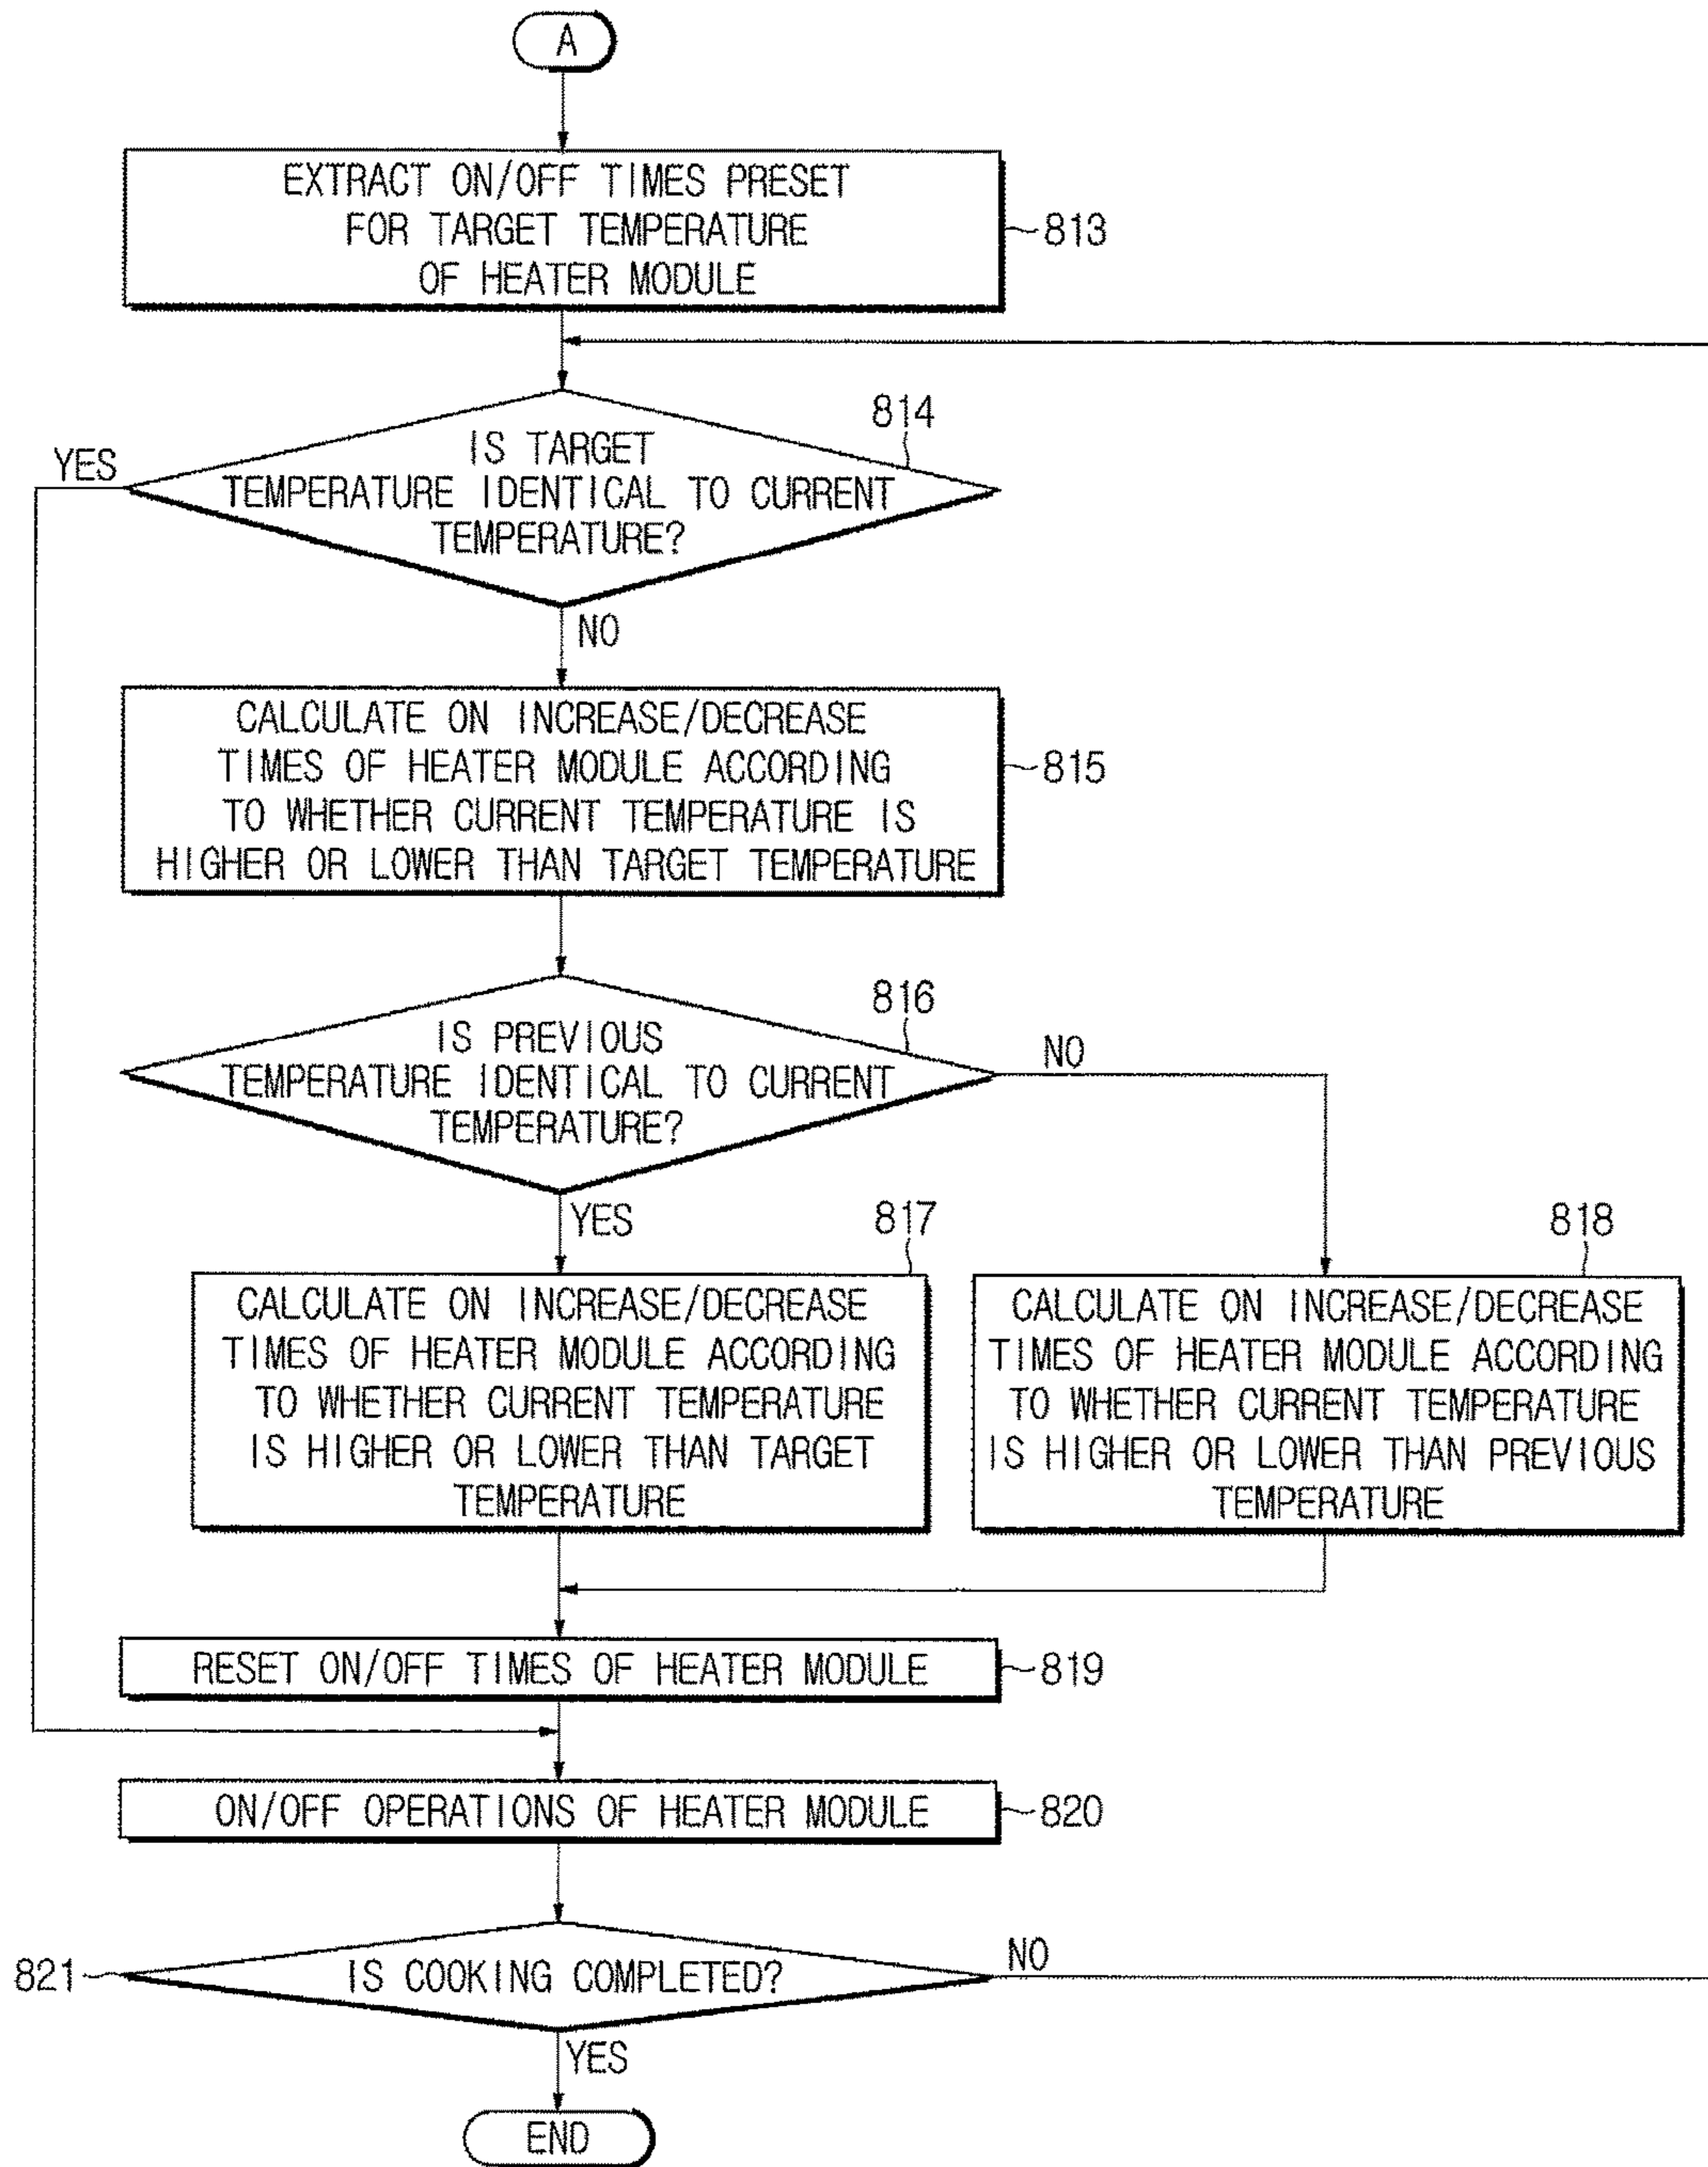 A
EXTRACT ON/OFF TIMES PRESET
FOR TARGET TEMPERATURE
OF HEATER MODULE
813
814
IS TARGET
TEMPERATURE IDENTICAL TO CURRENT
TEMPERATURE?
YES
NO
CALCULATE ON INCREASE/DECREASE
TIMES OF HEATER MODULE ACCORDING
TO WHETHER CURRENT TEMPERATURE IS
HIGHER OR LOWER THAN TARGET TEMPERATURE
815
816
IS PREVIOUS
TEMPERATURE IDENTICAL TO CURRENT
TEMPERATURE?
NO
YES
817
CALCULATE ON INCREASE/DECREASE
TIMES OF HEATER MODULE ACCORDING
TO WHETHER CURRENT TEMPERATURE
IS HIGHER OR LOWER THAN TARGET
TEMPERATURE
818
CALCULATE ON INCREASE/DECREASE
TIMES OF HEATER MODULE ACCORDING
TO WHETHER CURRENT TEMPERATURE
IS HIGHER OR LOWER THAN PREVIOUS
TEMPERATURE
RESET ON/OFF TIMES OF HEATER MODULE
819
ON/OFF OPERATIONS OF HEATER MODULE
820
821
IS COOKING COMPLETED?
NO
YES
END